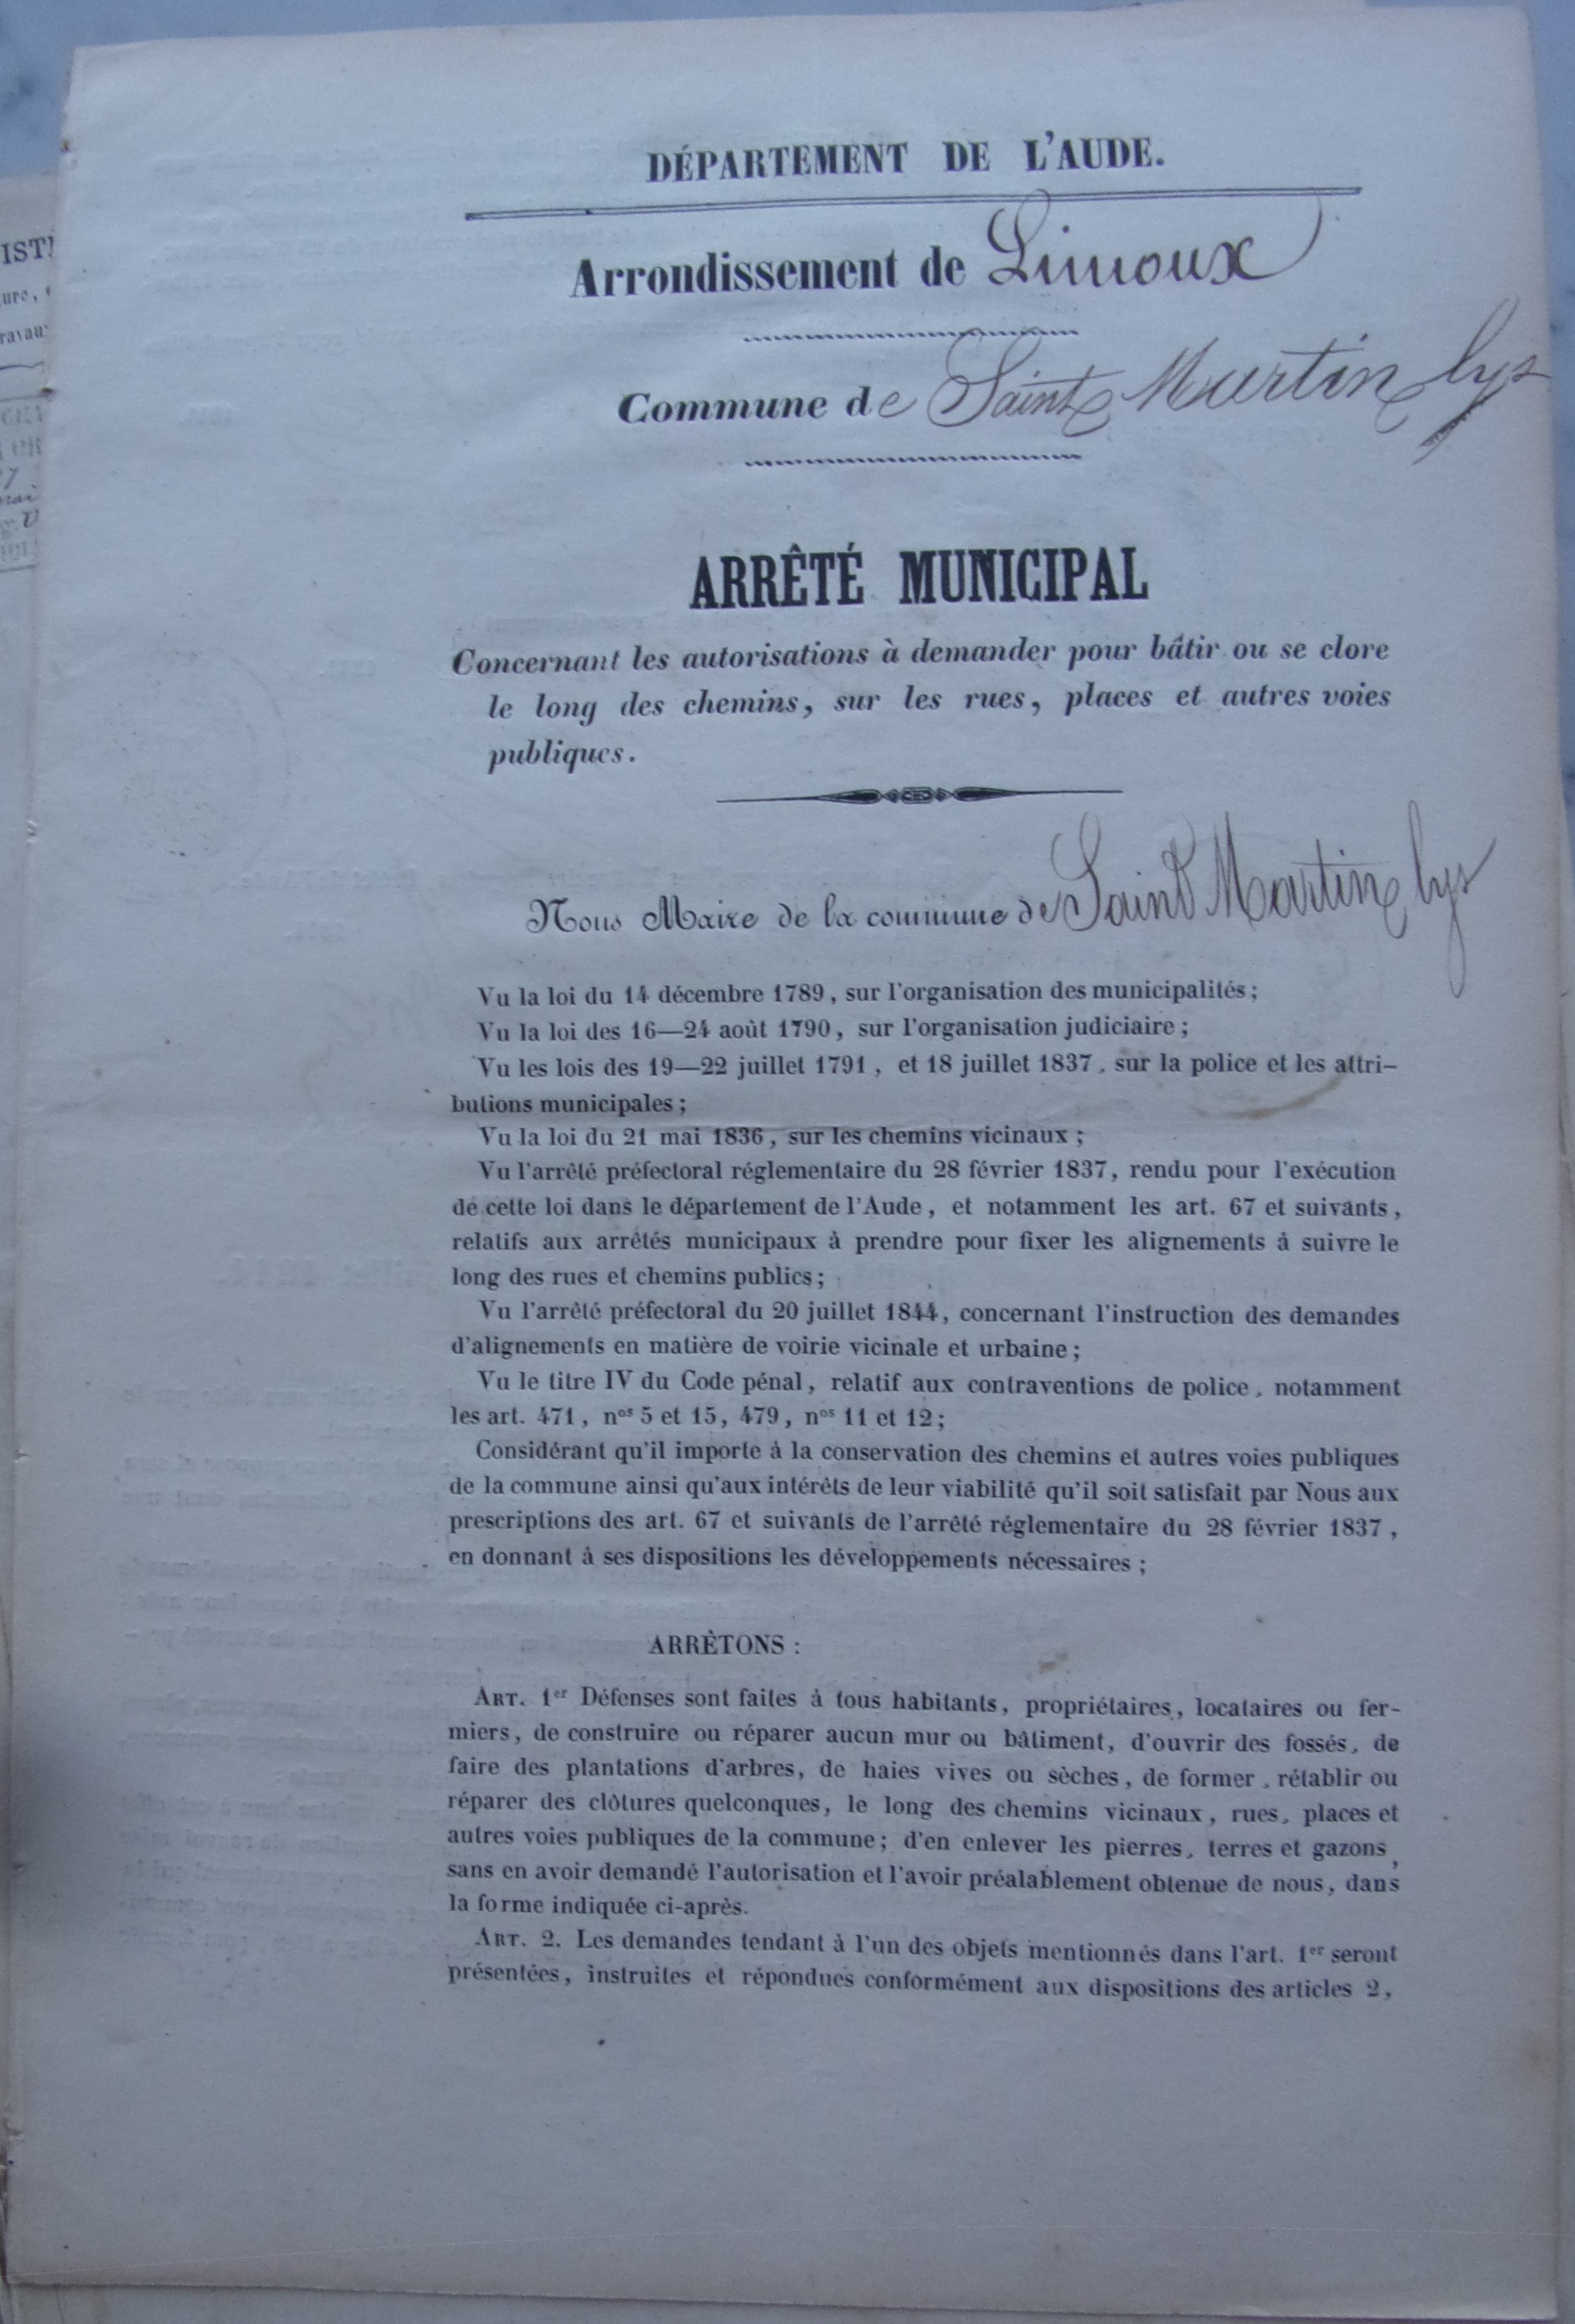 DÉPARTEMENT DE L'AUDE.
Arrondissement de Limoux
Commune de Saint Martin lys
ARRÊTÉ MUNICIPAL
Concernant les autorisations à demander pour bâtir ou se clore
le long des chemins, sur les rues, places et autres voies
publiques.
Nous Maire de la commune de Saint Martin lys
Vu la loi du 14 décembre 1789, sur l'organisation des municipalités;
Vu la loi des 16—24 août 1790, sur l'organisation judiciaire;
Vu les lois des 19—22 juillet 1791, et 18 juillet 1837, sur la police et les attri-
butions municipales;
Vu la loi du 21 mai 1836, sur les chemins vicinaux;
Vu l'arrêté préfectoral réglementaire du 28 février 1837, rendu pour l'exécution
de cette loi dans le département de l'Aude, et notamment les art. 67 et suivants,
relatifs aux arrêtés municipaux à prendre pour fixer les alignements à suivre le
long des rues et chemins publics;
Vu l'arrêté préfectoral du 20 juillet 1844, concernant l'instruction des demandes
d'alignements en matière de voirie vicinale et urbaine;
Vu le titre IV du Code pénal, relatif aux contraventions de police, notamment
les art. 471, nos 5 et 15, 479, nos 11 et 12;
Considérant qu'il importe à la conservation des chemins et autres voies publiques
de la commune ainsi qu'aux intérêts de leur viabilité qu'il soit satisfait par Nous aux
prescriptions des art. 67 et suivants de l'arrêté réglementaire du 28 février 1837,
en donnant à ses dispositions les développements nécessaires;
ARRÊTONS :
ART. 1er Défenses sont faites à tous habitants, propriétaires, locataires ou fer-
miers, de construire ou réparer aucun mur ou bâtiment, d'ouvrir des fossés, de
faire des plantations d'arbres, de haies vives ou sèches, de former, rétablir ou
réparer des clôtures quelconques, le long des chemins vicinaux, rues, places et
autres voies publiques de la commune; d'en enlever les pierres, terres et gazons,
sans en avoir demandé l'autorisation et l'avoir préalablement obtenue de nous, dans
la forme indiquée ci-après.
ART. 2. Les demandes tendant à l'un des objets mentionnés dans l'art. 1er seront
présentées, instruites et répondues conformément aux dispositions des articles 2,